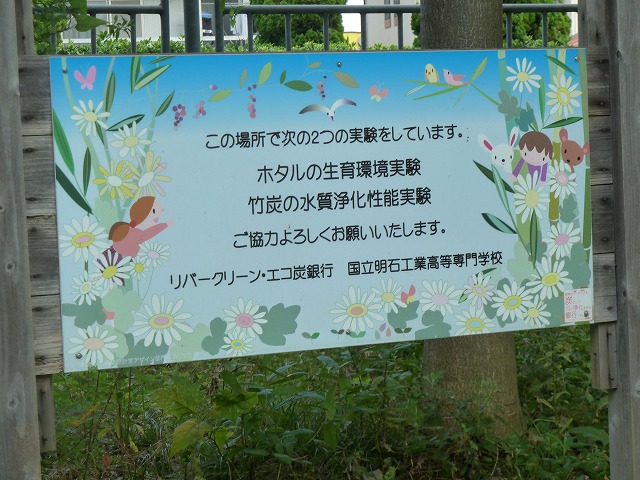 この場所で次の2つの実験をしています。
ホタルの生育環境実験
竹炭の水質浄化性能実験
ご協力よろしくお願いいたします。
リバークリーン・エコ炭銀行 国立明石工業高等専門学校